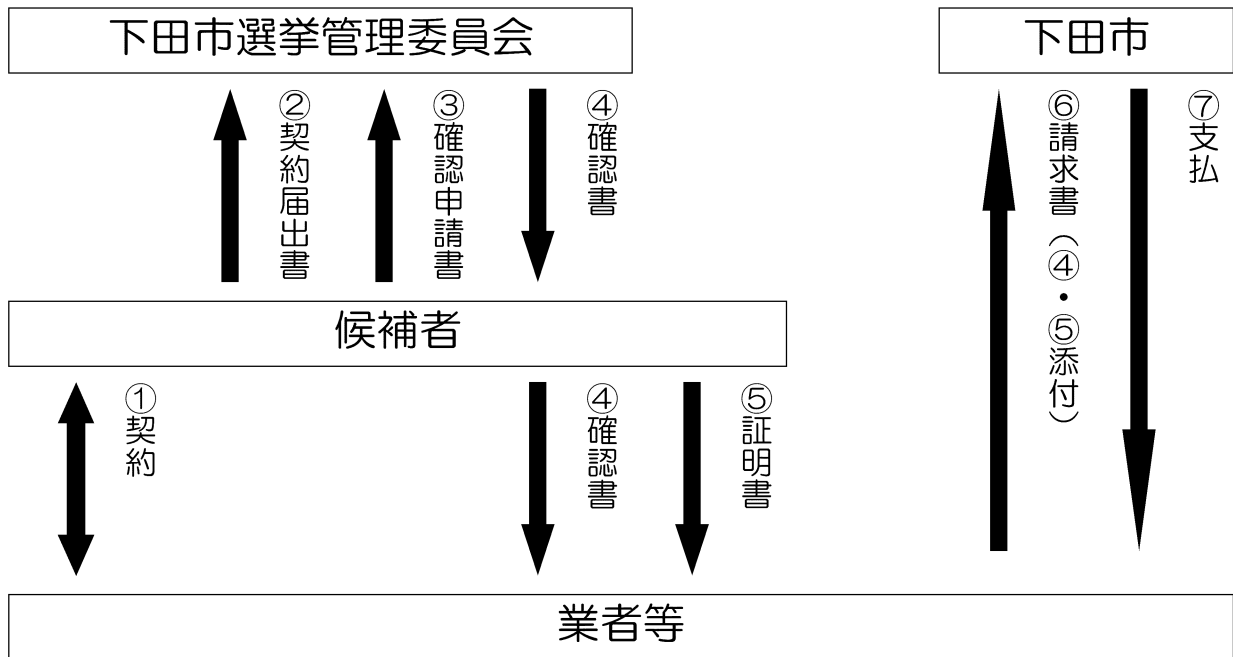 下田市選挙管理委員会
下田市
②契約届出書
③確認申請書
④確認書
⑥請求書（④・⑤添付）
⑦支払
候補者
①契約
④確認書
⑤証明書
業者等